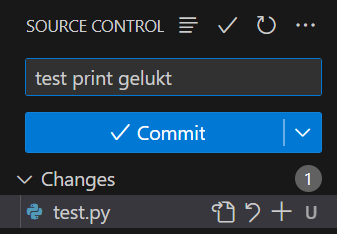 SOURCE CONTROL
test print gelukt
Commit
Changes 1
test.py U